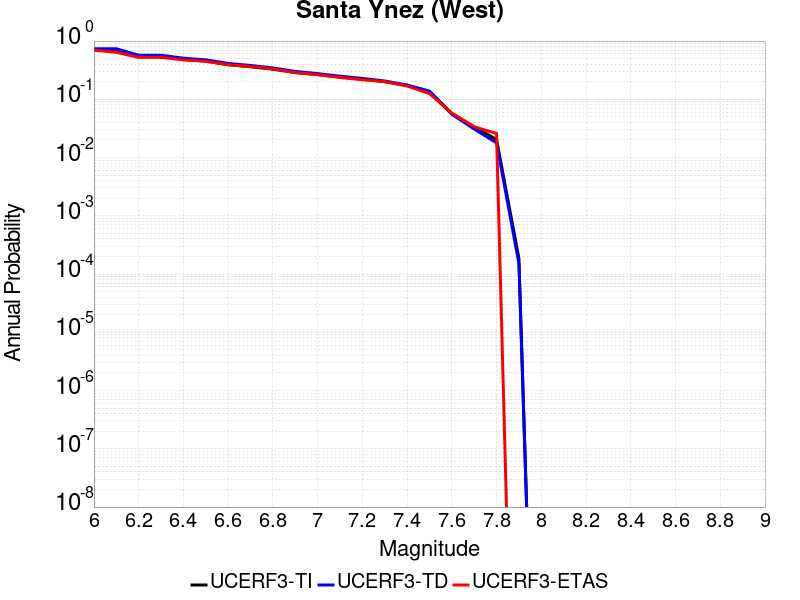 Santa Ynez (West)
Annual Probability
10^0
10^-1
10^-2
10^-3
10^-4
10^-5
10^-6
10^-7
10^-8
6 6.2 6.4 6.6 6.8 7 7.2 7.4 7.6 7.8 8 8.2 8.4 8.6 8.8 9
Magnitude
UCERF3-TI UCERF3-TD UCERF3-ETAS